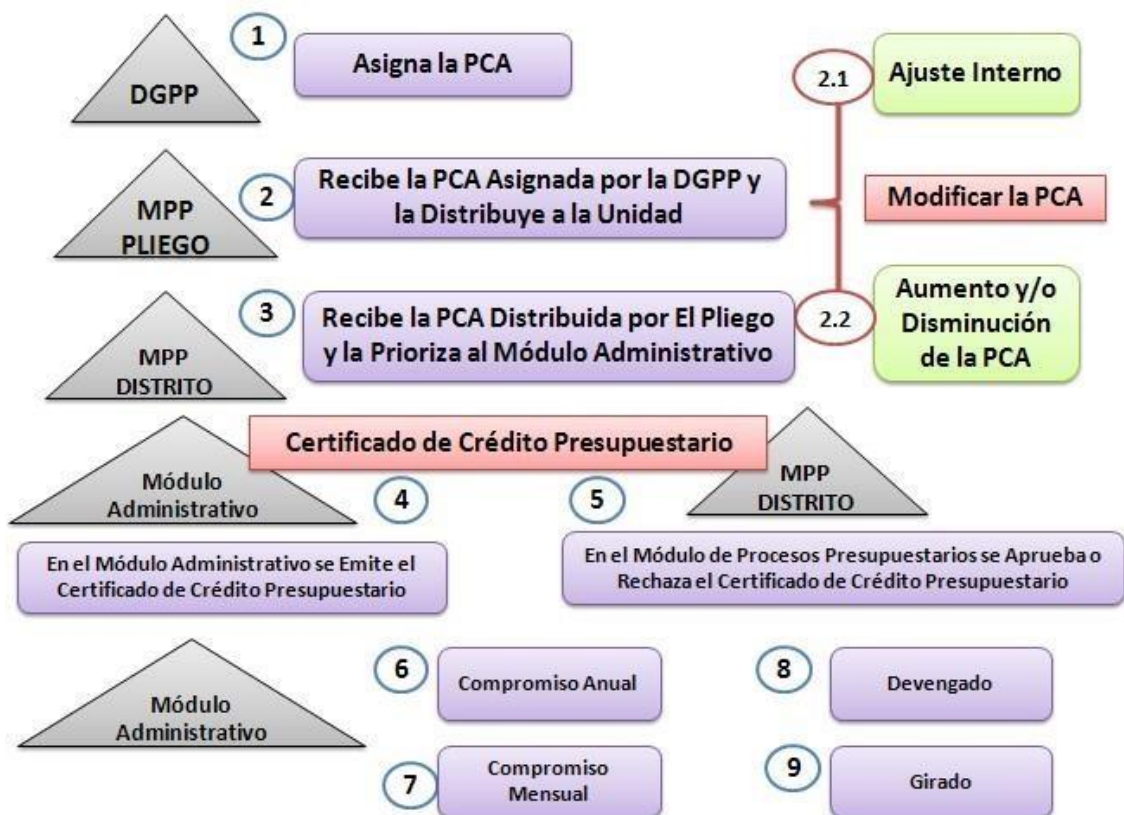 1
Asigna la PCA
DGPP
2.1
Ajuste Interno
2
Recibe la PCA Asignada por la DGPP y
la Distribuye a la Unidad
MPP
PLIEGO
Modificar la PCA
3
Recibe la PCA Distribuida por El Pliego
y la Prioriza al Módulo Administrativo
MPP
DISTRITO
2.2
Aumento y/o
Disminución
de la PCA
Certificado de Crédito Presupuestario
Módulo
Administrativo
4
5
MPP
DISTRITO
En el Módulo Administrativo se Emite el
Certificado de Crédito Presupuestario
En el Módulo de Procesos Presupuestarios se Aprueba o
Rechaza el Certificado de Crédito Presupuestario
Módulo
Administrativo
6
Compromiso Anual
8
Devengado
7
Compromiso
Mensual
9
Girado